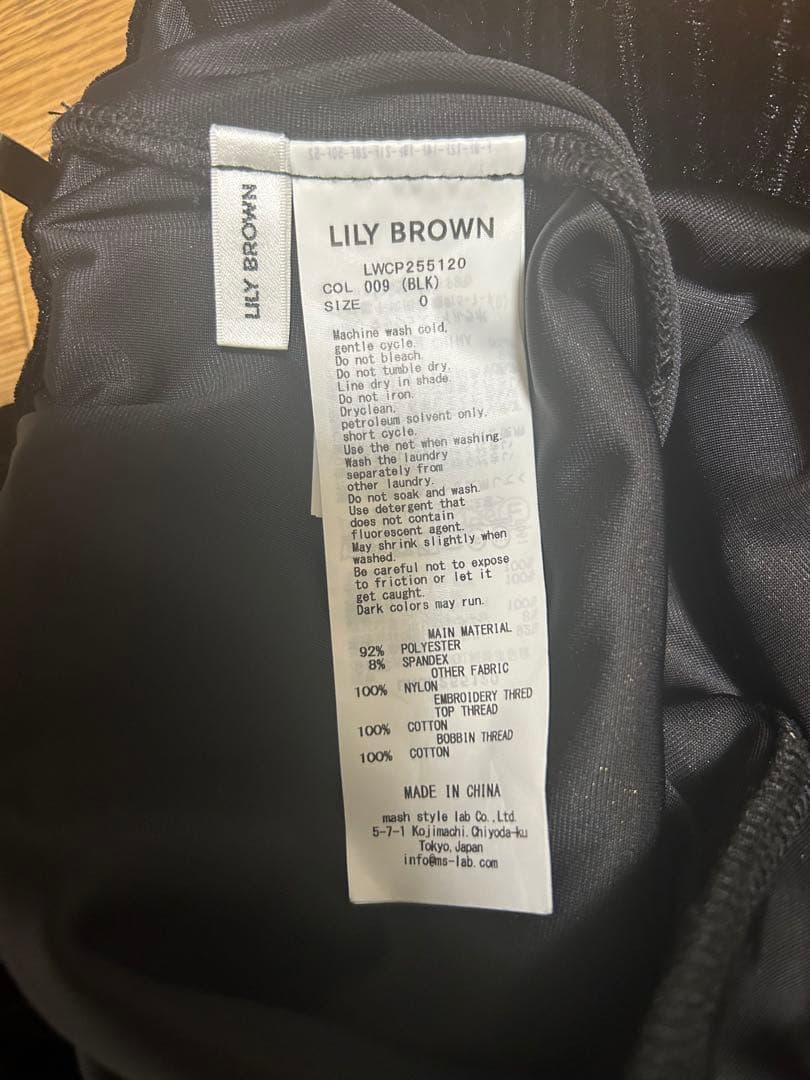 LILY BROWN
LILY BROWN
LWCP255120
COL 009 (BLK)
SIZE 0
Machine wash cold,
gentle cycle.
Do not bleach.
Do not tumble dry.
Line dry in shade.
Do not iron.
Dryclean,
petroleum solvent only,
short cycle.
Use the net when washing.
Wash the laundry
separately from
other laundry.
Do not soak and wash.
Use detergent that
does not contain
fluorescent agent.
May shrink slightly when
washed.
Be careful not to expose
to friction or let it
get caught.
Dark colors may run.
MAIN MATERIAL
92% POLYESTER
8% SPANDEX
OTHER FABRIC
100% NYLON
EMBROIDERY THRED
TOP THREAD
100% COTTON
BOBBIN THREAD
100% COTTON
MADE IN CHINA
mash style lab Co.,Ltd.
5-7-1 Kojimachi,Chiyoda-ku
Tokyo,Japan
info@ms-lab.com